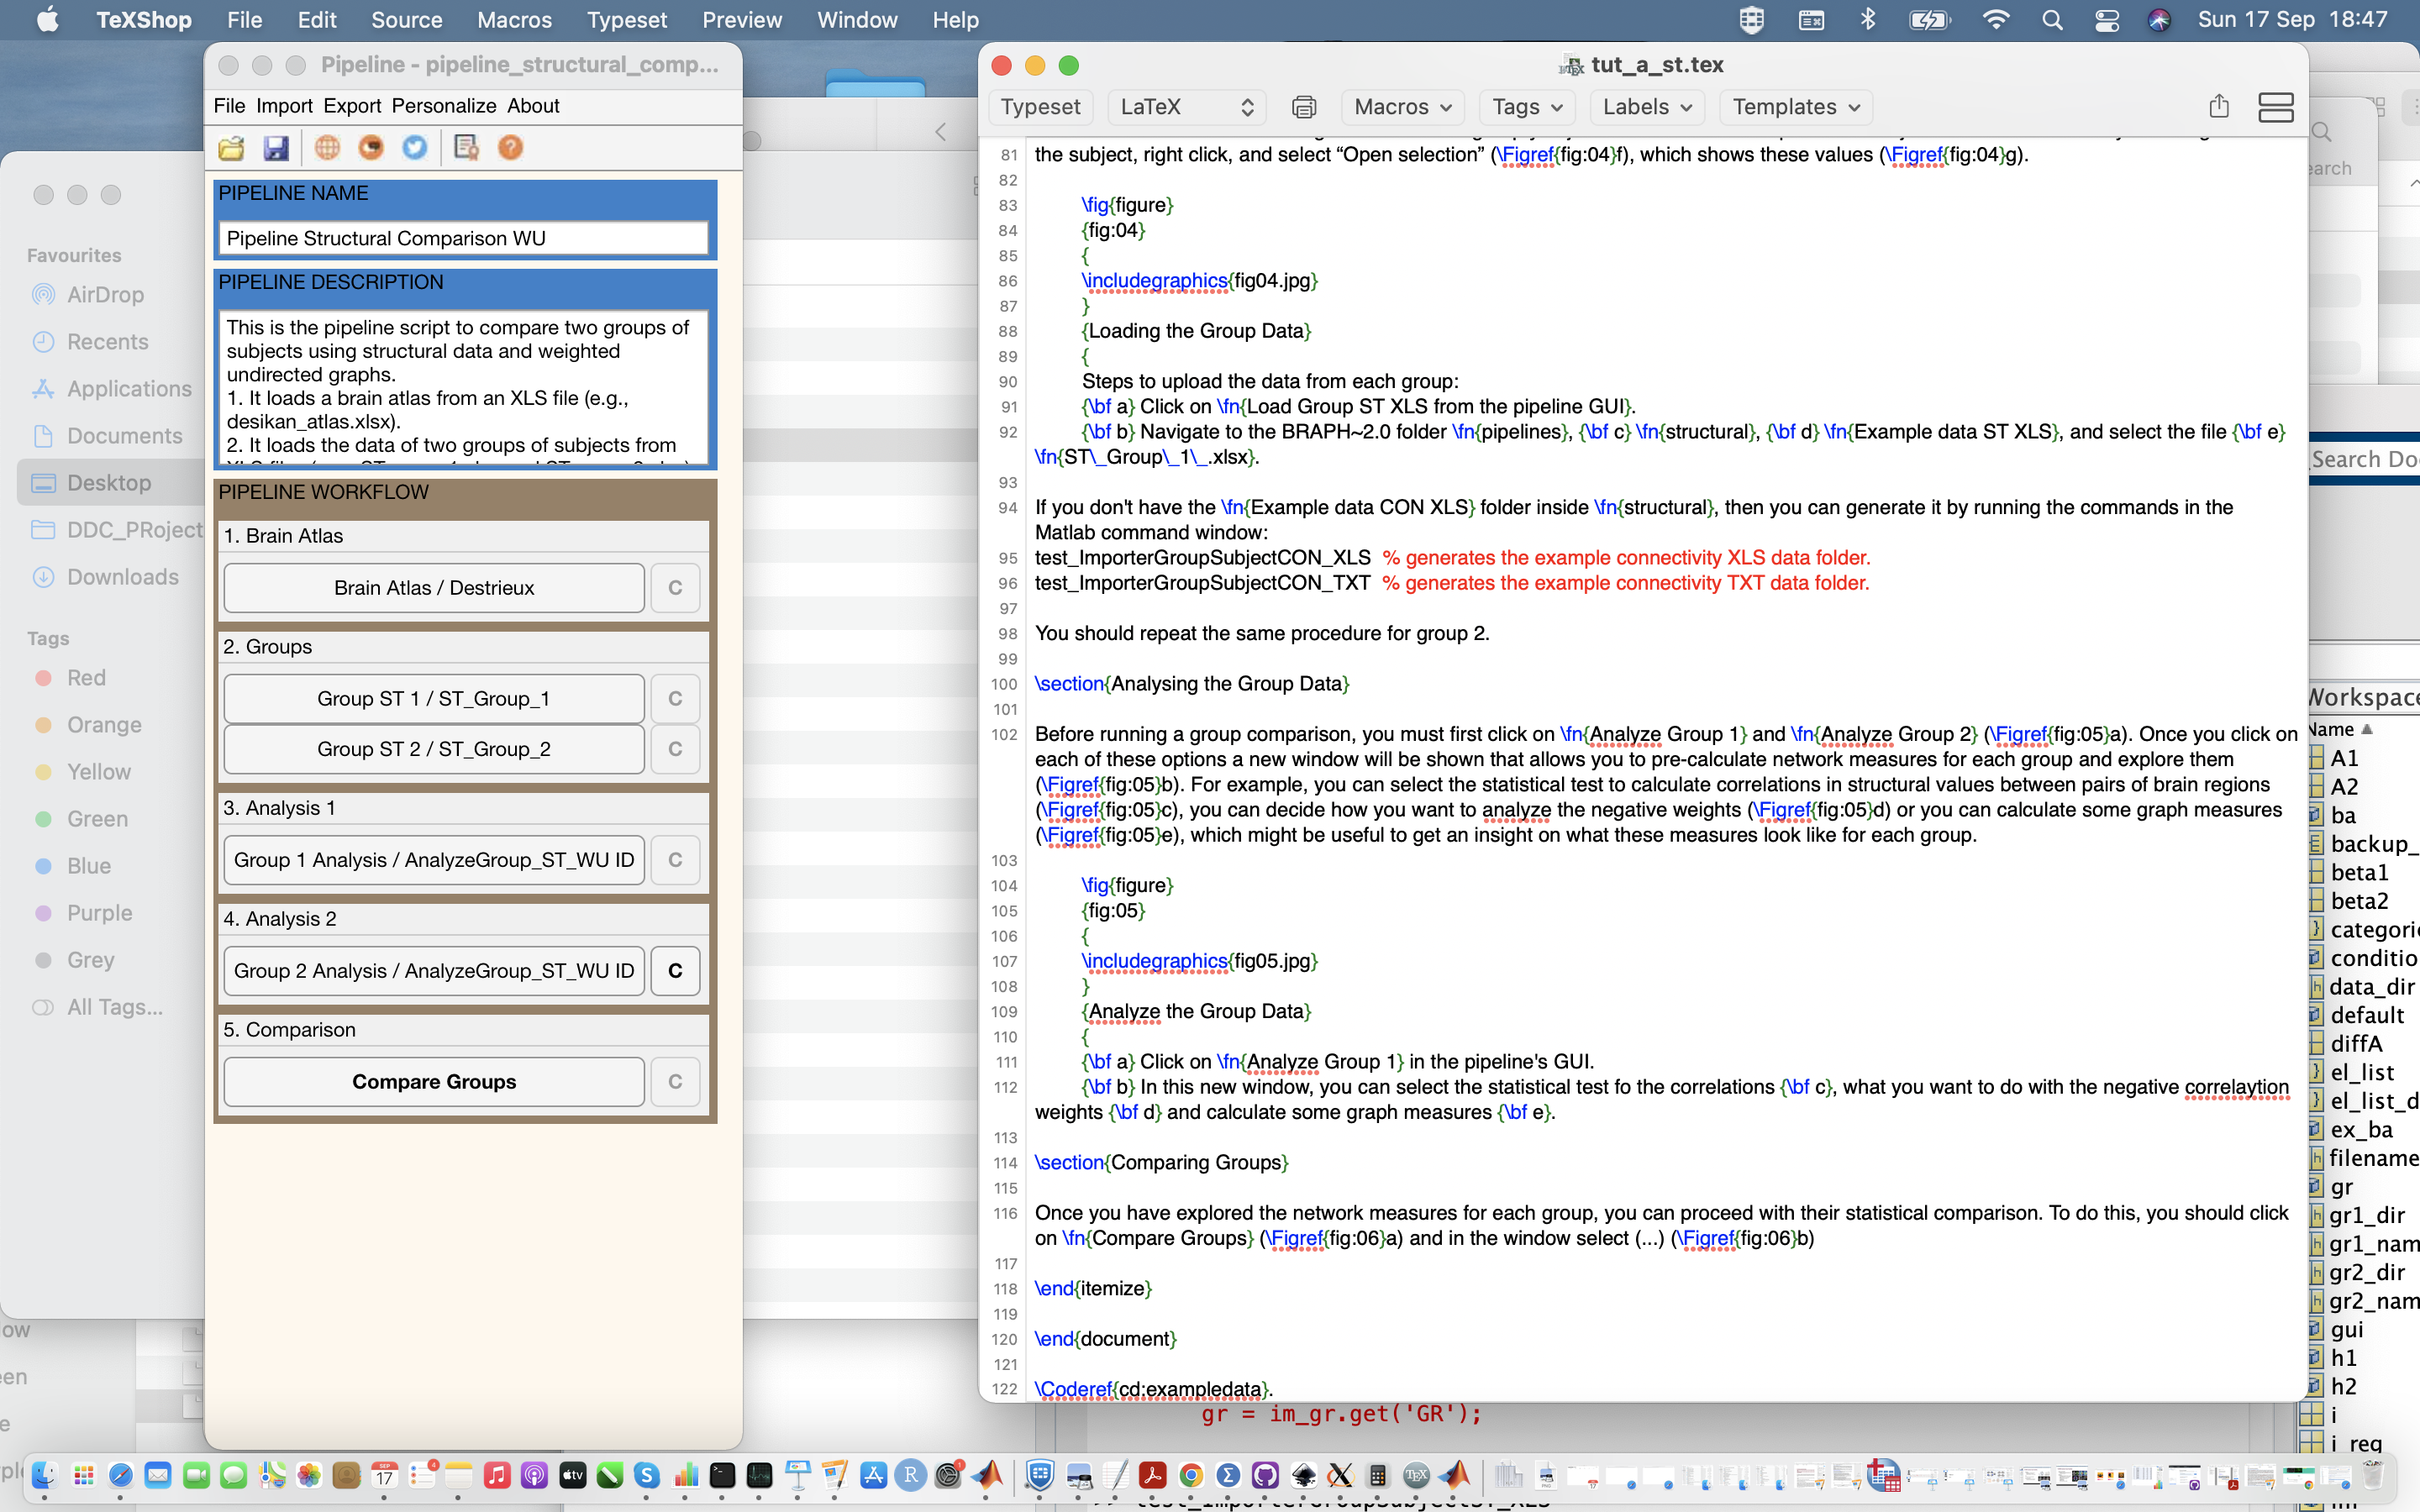 TeXShop File Edit Source Macros Typeset Preview Window Help Sun 17 Sep 18:47
Pipeline - pipeline_structural_comp...
File Import Export Personalize About
PIPELINE NAME
Pipeline Structural Comparison WU
PIPELINE DESCRIPTION
This is the pipeline script to compare two groups of
subjects using structural data and weighted
undirected graphs.
1. It loads a brain atlas from an XLS file (e.g.,
desikan_atlas.xlsx).
2. It loads the data of two groups of subjects from
PIPELINE WORKFLOW
1. Brain Atlas
Brain Atlas / Destrieux C
2. Groups
Group ST 1 / ST_Group_1 C
Group ST 2 / ST_Group_2 C
3. Analysis 1
Group 1 Analysis / AnalyzeGroup_ST_WU ID C
4. Analysis 2
Group 2 Analysis / AnalyzeGroup_ST_WU ID C
5. Comparison
Compare Groups C
Favourites
AirDrop
Recents
Applications
Documents
Desktop
DDC_PROject
Downloads
Tags
Red
Orange
Yellow
Green
Blue
Purple
Grey
All Tags...
tut_a_st.tex
Typeset LaTeX Macros Tags Labels Templates
81 the subject, right click, and select “Open selection” (\Figref{fig:04}f), which shows these values (\Figref{fig:04}g).
82
83 \fig{figure}
84 {fig:04}
85 {
86 \includegraphics{fig04.jpg}
87 }
88 {Loading the Group Data}
89 {
90 Steps to upload the data from each group:
91 {\bf a} Click on \fn{Load Group ST XLS from the pipeline GUI}.
92 {\bf b} Navigate to the BRAPH~2.0 folder \fn{pipelines}, {\bf c} \fn{structural}, {\bf d} \fn{Example data ST XLS}, and select the file {\bf e}
\fn{ST\_Group\_1\_.xlsx}.
93
94 If you don't have the \fn{Example data CON XLS} folder inside \fn{structural}, then you can generate it by running the commands in the
Matlab command window:
95 test_ImporterGroupSubjectCON_XLS % generates the example connectivity XLS data folder.
96 test_ImporterGroupSubjectCON_TXT % generates the example connectivity TXT data folder.
97
98 You should repeat the same procedure for group 2.
99
100 \section{Analysing the Group Data}
101
102 Before running a group comparison, you must first click on \fn{Analyze Group 1} and \fn{Analyze Group 2} (\Figref{fig:05}a). Once you click on
each of these options a new window will be shown that allows you to pre-calculate network measures for each group and explore them
(\Figref{fig:05}b). For example, you can select the statistical test to calculate correlations in structural values between pairs of brain regions
(\Figref{fig:05}c), you can decide how you want to analyze the negative weights (\Figref{fig:05}d) or you can calculate some graph measures
(\Figref{fig:05}e), which might be useful to get an insight on what these measures look like for each group.
103
104 \fig{figure}
105 {fig:05}
106 {
107 \includegraphics{fig05.jpg}
108 }
109 {Analyze the Group Data}
110 {
111 {\bf a} Click on \fn{Analyze Group 1} in the pipeline's GUI.
112 {\bf b} In this new window, you can select the statistical test fo the correlations {\bf c}, what you want to do with the negative correlaytion
weights {\bf d} and calculate some graph measures {\bf e}.
113
114 \section{Comparing Groups}
115
116 Once you have explored the network measures for each group, you can proceed with their statistical comparison. To do this, you should click
on \fn{Compare Groups} (\Figref{fig:06}a) and in the window select (...) (\Figref{fig:06}b)
117
118 \end{itemize}
119
120 \end{document}
121
122 \Coderef{cd:exampledata}.
gr = im_gr.get('GR');
earch
Search Do
Workspace
Name
A1
A2
ba
backup_
beta1
beta2
categori
conditio
data_dir
default
diffA
el_list
el_list_d
ex_ba
filename
gr
gr1_dir
gr1_nam
gr2_dir
gr2_nam
gui
h1
h2
i
i_reg